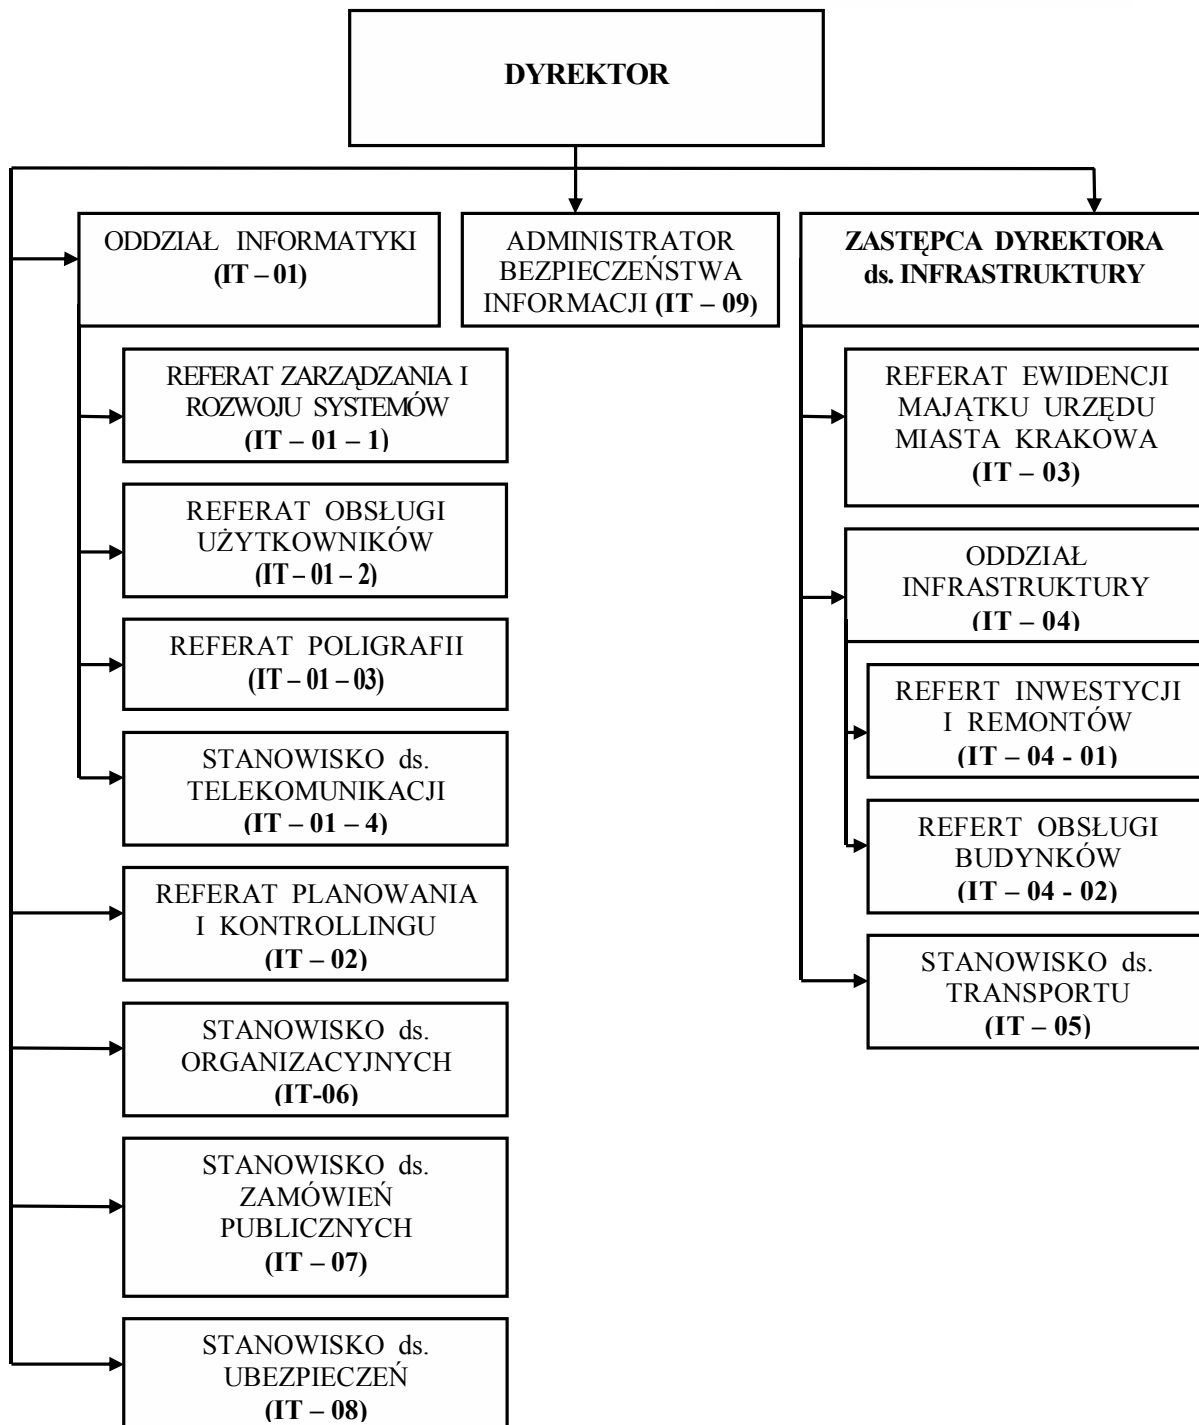 DYREKTOR
ODDZIAŁ INFORMATYKI
(IT – 01)
ADMINISTRATOR
BEZPIECZEŃSTWA
INFORMACJI (IT – 09)
ZASTĘPCA DYREKTORA
ds. INFRASTRUKTURY
REFERAT ZARZĄDZANIA I
ROZWOJU SYSTEMÓW
(IT – 01 – 1)
REFERAT OBSŁUGI
UŻYTKOWNIKÓW
(IT – 01 – 2)
REFERAT POLIGRAFII
(IT – 01 – 03)
STANOWISKO ds.
TELEKOMUNIKACJI
(IT – 01 – 4)
REFERAT PLANOWANIA
I KONTROLLINGU
(IT – 02)
STANOWISKO ds.
ORGANIZACYJNYCH
(IT-06)
STANOWISKO ds.
ZAMÓWIEŃ
PUBLICZNYCH
(IT – 07)
STANOWISKO ds.
UBEZPIECZEŃ
(IT – 08)
REFERAT EWIDENCJI
MAJĄTKU URZĘDU
MIASTA KRAKOWA
(IT – 03)
ODDZIAŁ
INFRASTRUKTURY
(IT – 04)
REFERT INWESTYCJI
I REMONTÓW
(IT – 04 - 01)
REFERT OBSŁUGI
BUDYNKÓW
(IT – 04 - 02)
STANOWISKO ds.
TRANSPORTU
(IT – 05)